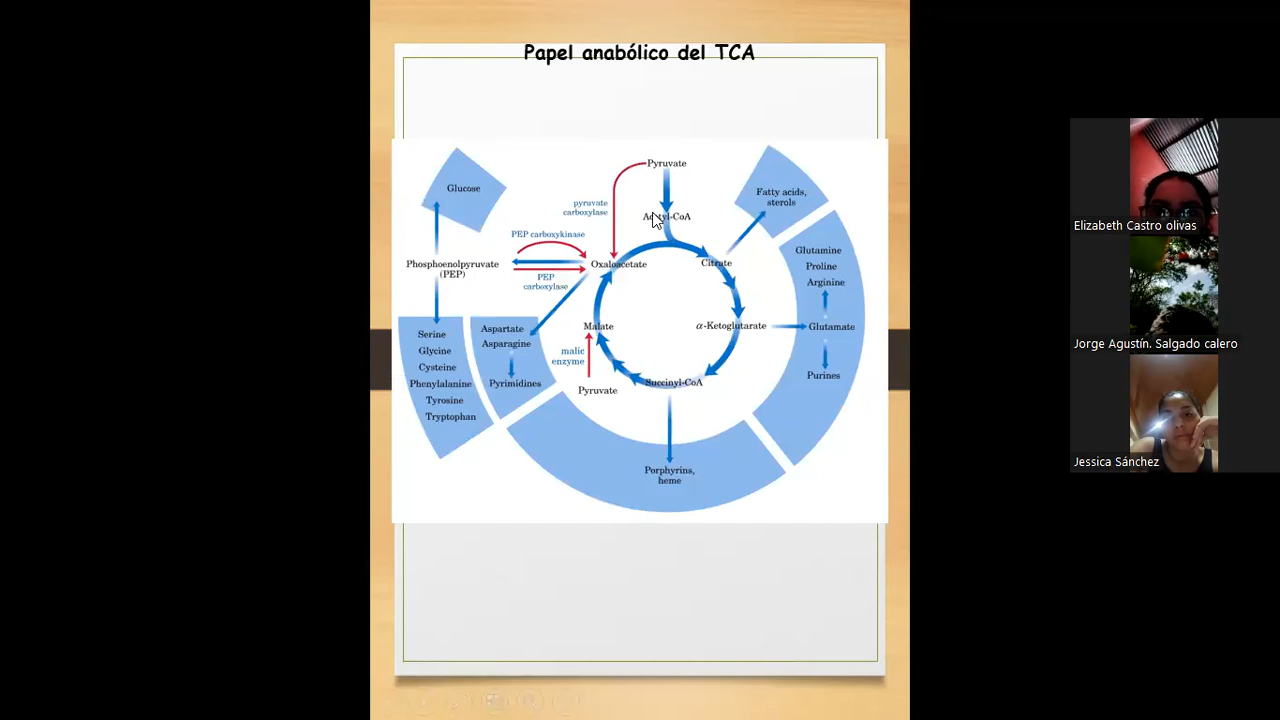 Papel anabólico del TCA
Pyruvate
Glucose
Fatty acids,
sterols
pyruvate
carboxylase
Acetyl-CoA
PEP carboxykinase
Phosphoenolpyruvate
(PEP)
Oxaloacetate
Citrate
PEP
carboxylase
Glutamine
Proline
Arginine
Aspartate
Asparagine
Pyrimidines
Malate
α-Ketoglutarate
Glutamate
Purines
malic
enzyme
Pyruvate
Succinyl-CoA
Serine
Glycine
Cysteine
Phenylalanine
Tyrosine
Tryptophan
Porphyrins,
heme
Elizabeth Castro olivas
Jorge Agustín. Salgado calero
Jessica Sánchez